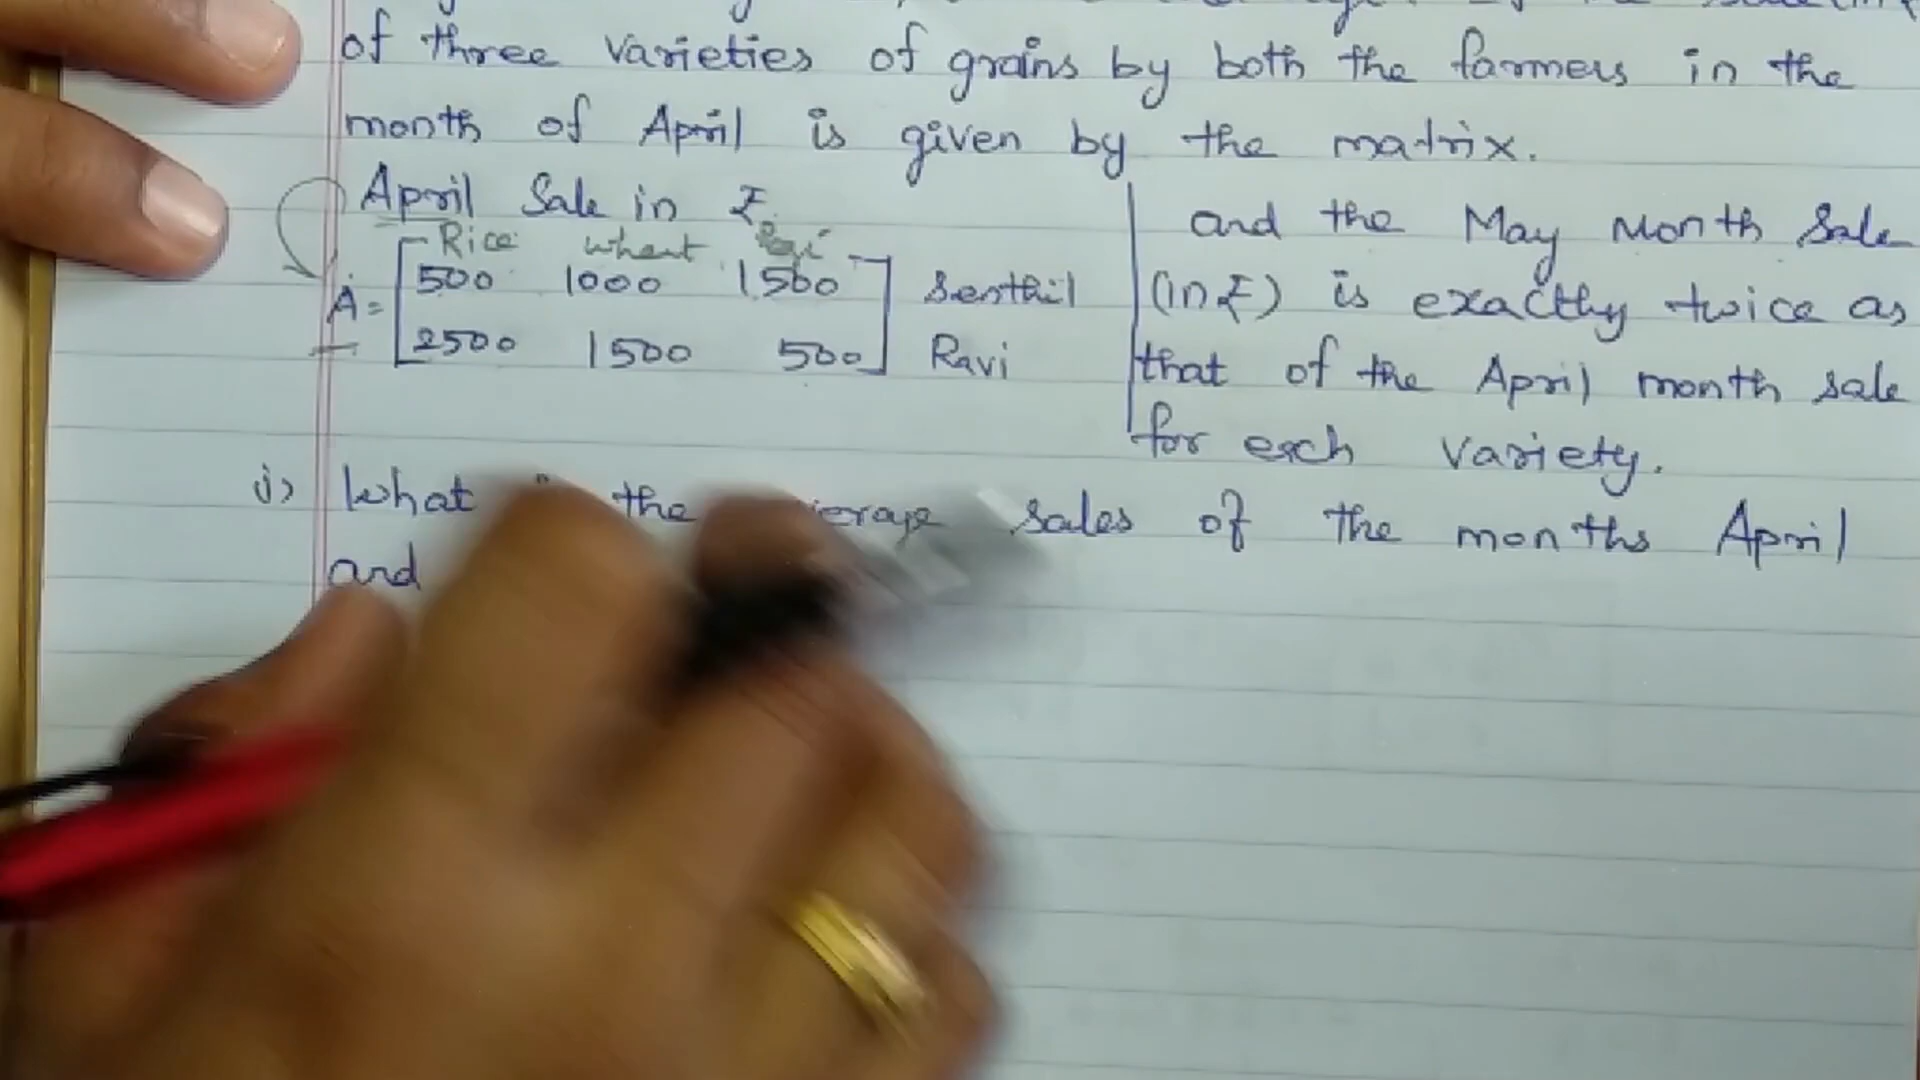 of three varieties of grains by both the farmers in the
month of April is given by the matrix.
April Sale in ₹.
Rice wheat Ragi
A = [500 1000 1500] Senthil
[2500 1500 500] Ravi
and the May Month Sale
(in ₹) is exactly twice as
that of the April month sale
for each variety.
i) What the sales of the months April
and